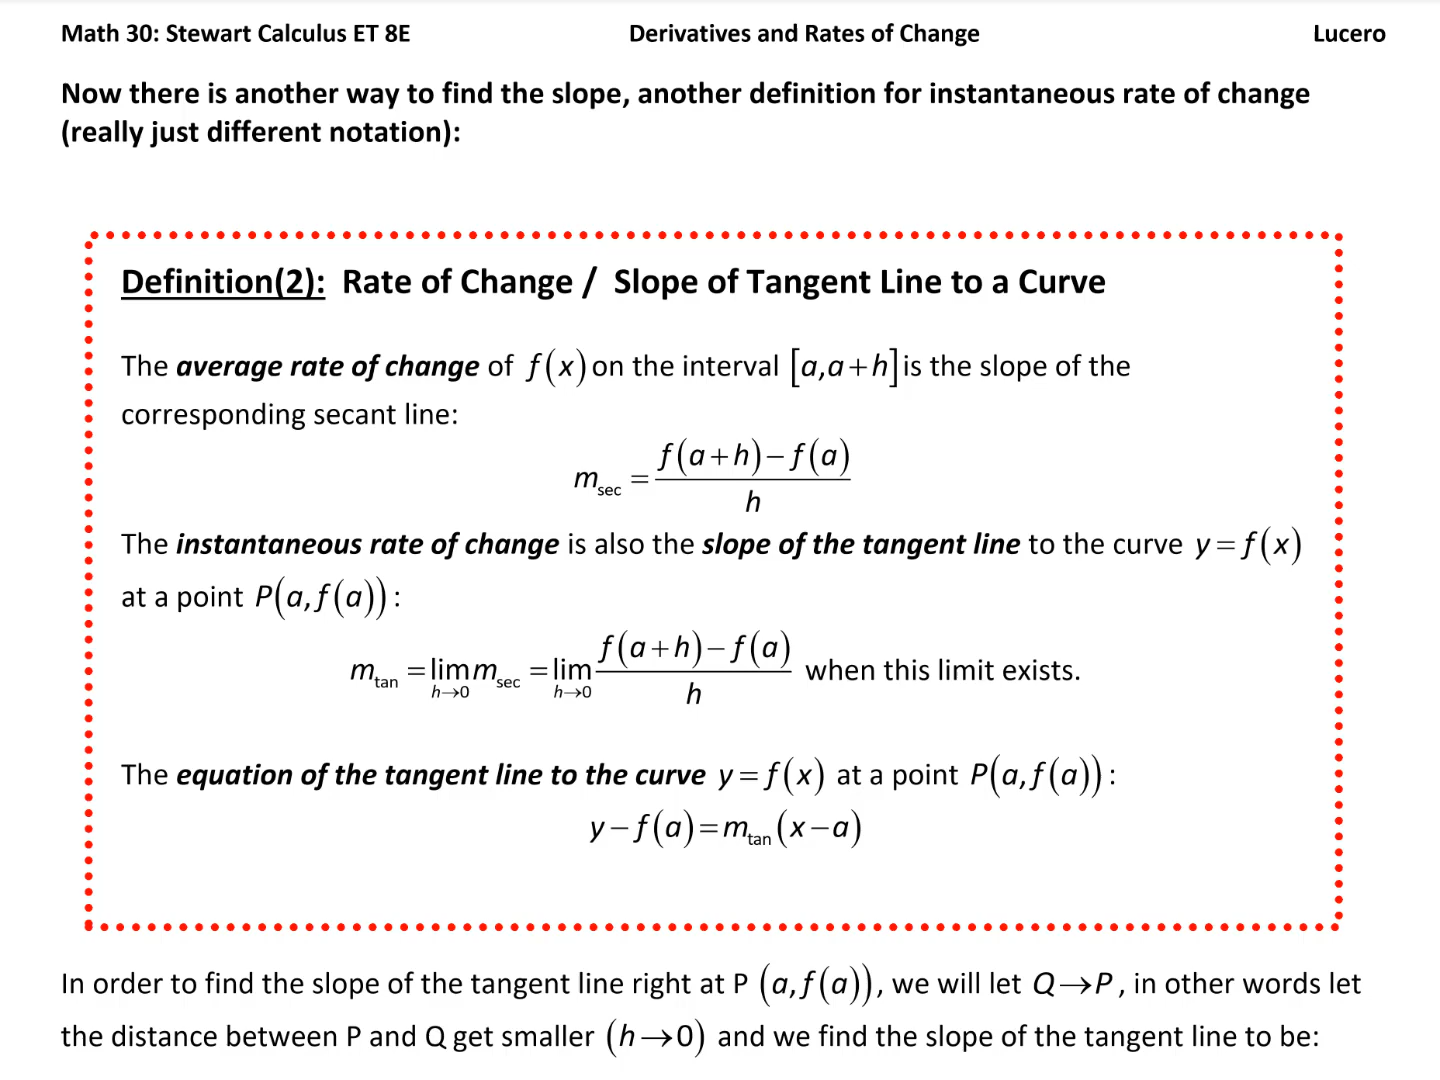 Math 30: Stewart Calculus ET 8E Derivatives and Rates of Change Lucero
Now there is another way to find the slope, another definition for instantaneous rate of change
(really just different notation):
Definition(2): Rate of Change / Slope of Tangent Line to a Curve
The average rate of change of f(x) on the interval [a,a+h] is the slope of the
corresponding secant line:
m_sec = (f(a+h)−f(a))/h
The instantaneous rate of change is also the slope of the tangent line to the curve y=f(x)
at a point P(a,f(a)):
m_tan = lim_{h→0} m_sec = lim_{h→0} (f(a+h)−f(a))/h when this limit exists.
The equation of the tangent line to the curve y=f(x) at a point P(a,f(a)):
y−f(a)=m_tan(x−a)
In order to find the slope of the tangent line right at P (a,f(a)), we will let Q→P, in other words let
the distance between P and Q get smaller (h→0) and we find the slope of the tangent line to be: